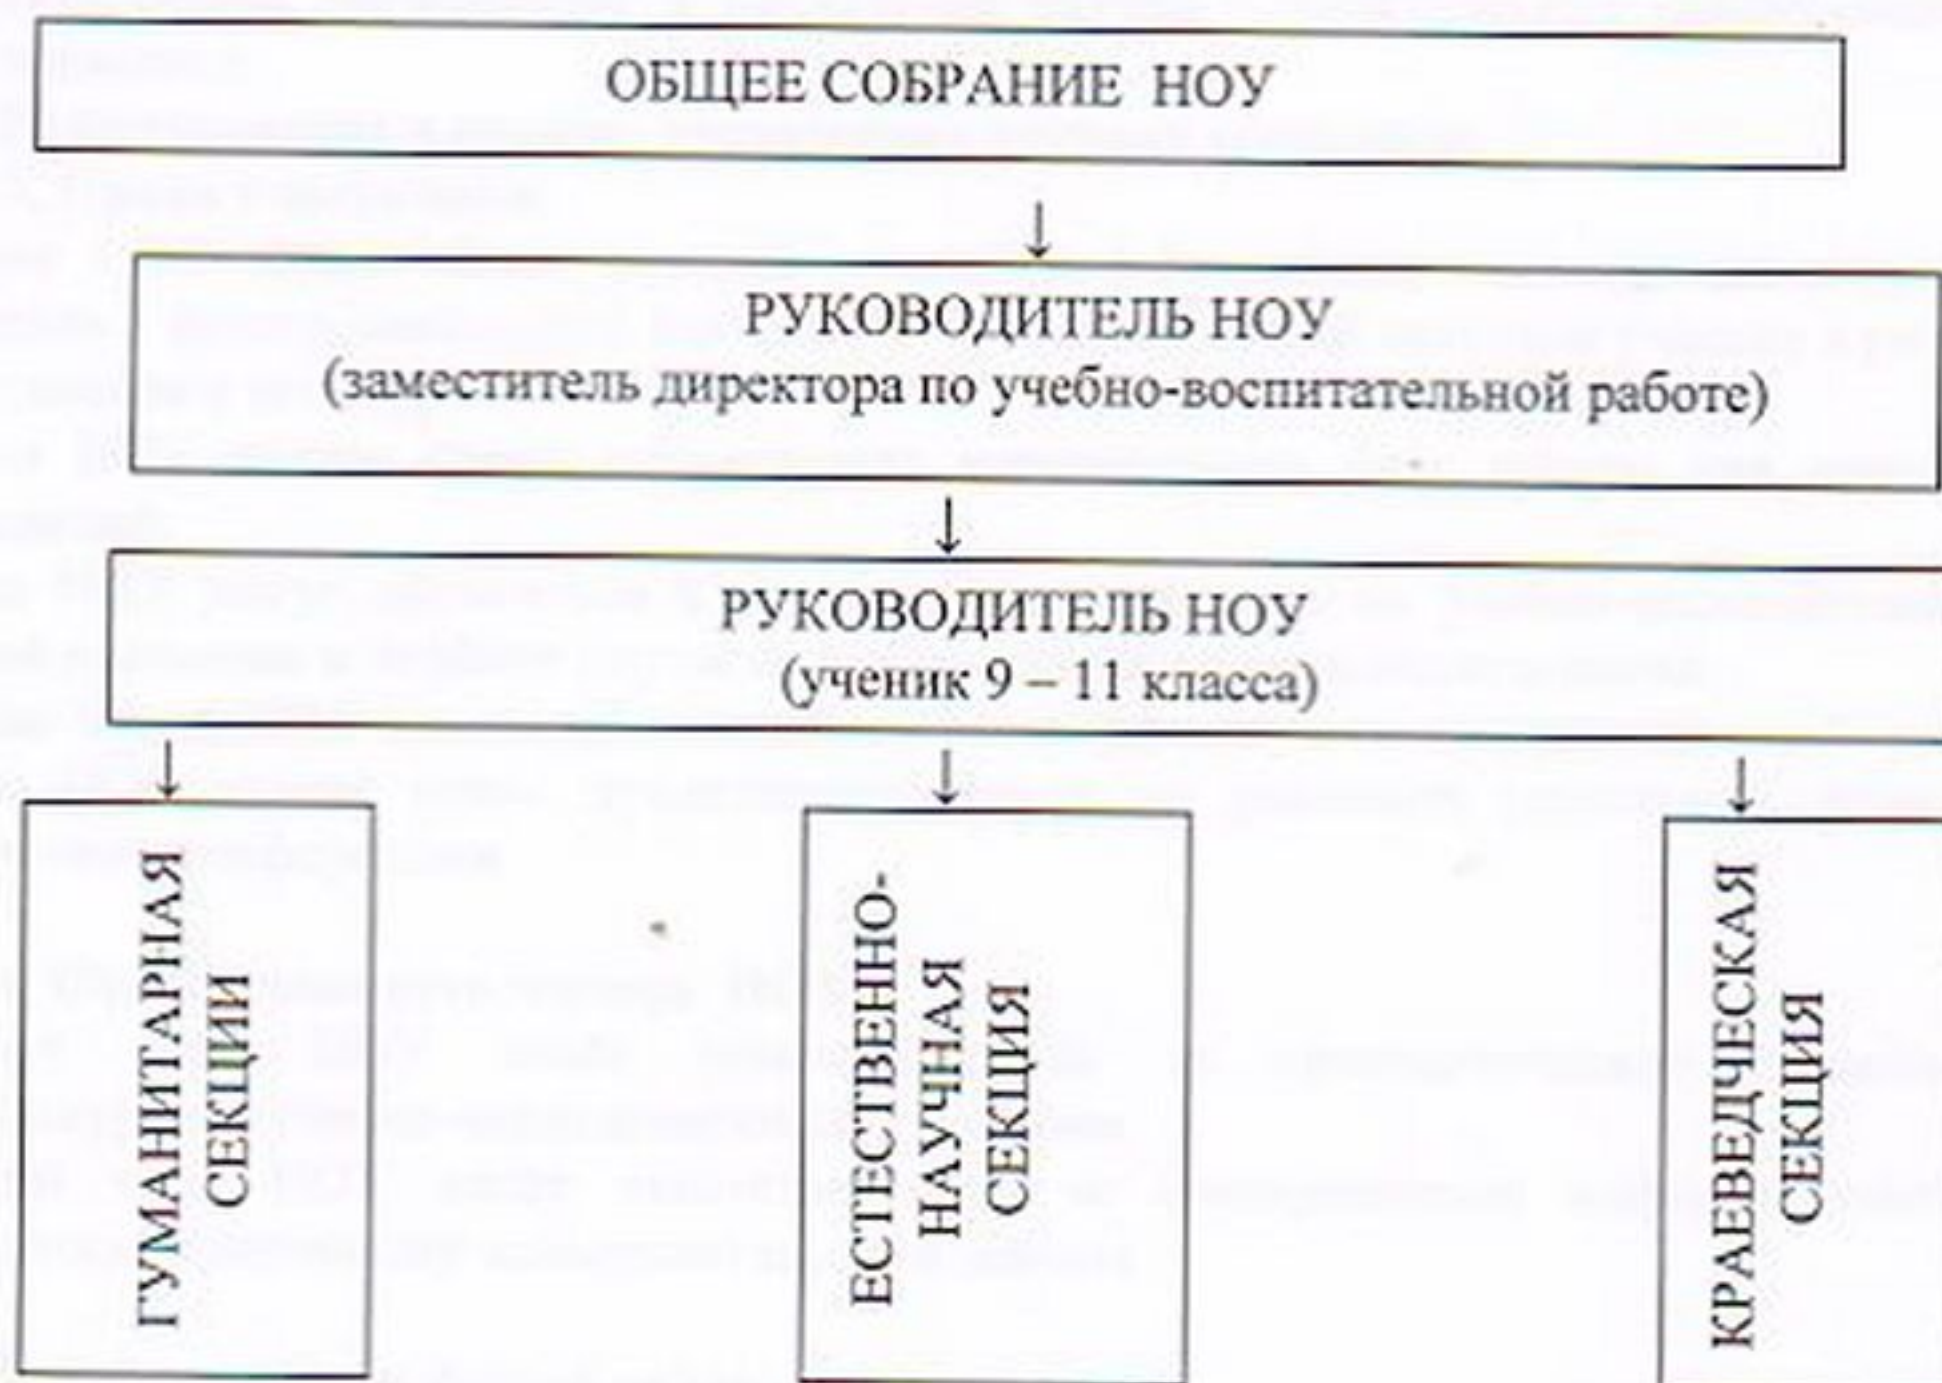 ОБЩЕЕ СОБРАНИЕ НОУ
РУКОВОДИТЕЛЬ НОУ
(заместитель директора по учебно-воспитательной работе)
РУКОВОДИТЕЛЬ НОУ
(ученик 9 – 11 класса)
ГУМАНИТАРНАЯ
СЕКЦИИ
ЕСТЕСТВЕННО-
НАУЧНАЯ
СЕКЦИЯ
КРАЕВЕДЧЕСКАЯ
СЕКЦИЯ